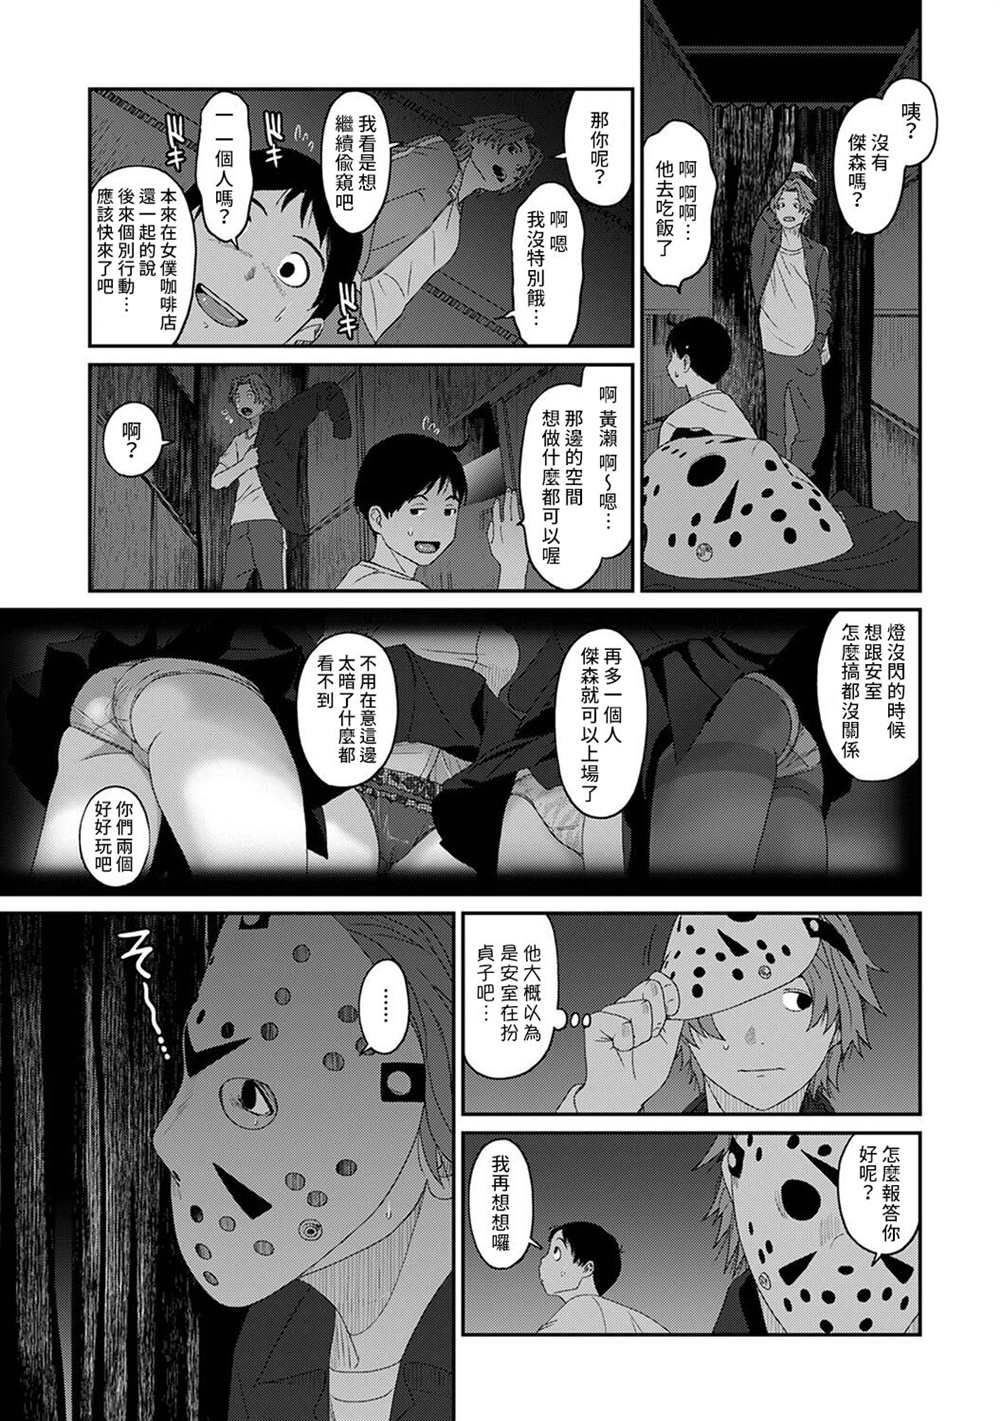 咦？
沒有
傑森嗎？
啊 啊啊…
他去吃飯了
那你呢？
啊 嗯
我沒特別餓…
我看是想
繼續偷窺吧
ドキ
ドキ
一 一個人嗎？
本來在女僕咖啡店
還一起的說
後來個別行動…
應該快來了吧
啊 黃瀨 啊～嗯…
那邊的空間
想做什麼都可以喔
啊？
燈沒閃的時候
想跟安室
怎麼搞都沒關係
再多一個人
傑森就可以上場了
不用在意這邊
太暗了什麼都
看不到
你們兩個
好好玩吧
他大概以為
是安室在扮
貞子吧…
怎麼報答你
好呢？
我再想想囉
……
そ～…